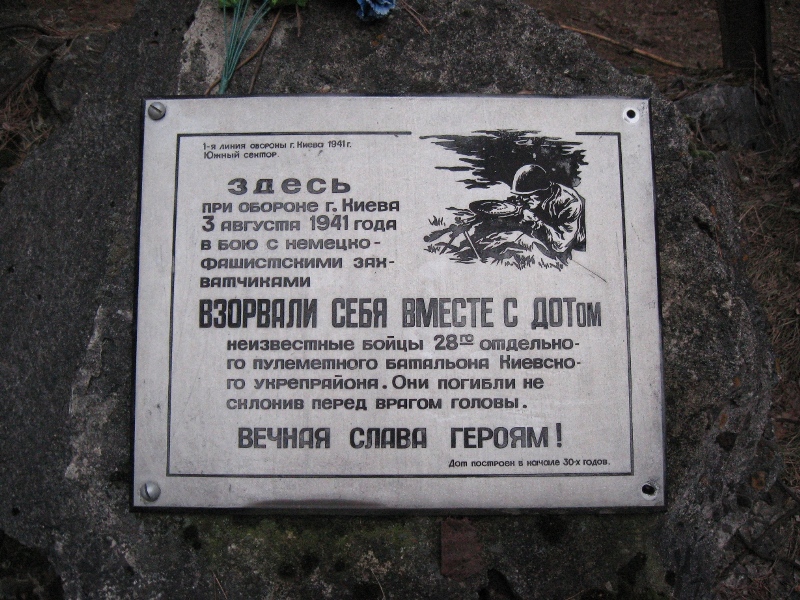 1-я линия обороны г. Киева 1941 г.
Южный сектор.
Здесь
при обороне г. Киева
3 августа 1941 года
в бою с немецко-
фашистскими зах-
ватчиками
ВЗОРВАЛИ СЕБЯ ВМЕСТЕ С ДОТом
неизвестные бойцы 28го отдельно-
го пулеметного батальона Киевско-
го укрепрайона. Они погибли не
склонив перед врагом головы.
ВЕЧНАЯ СЛАВА ГЕРОЯМ!
Дот построен в начале 30-х годов.